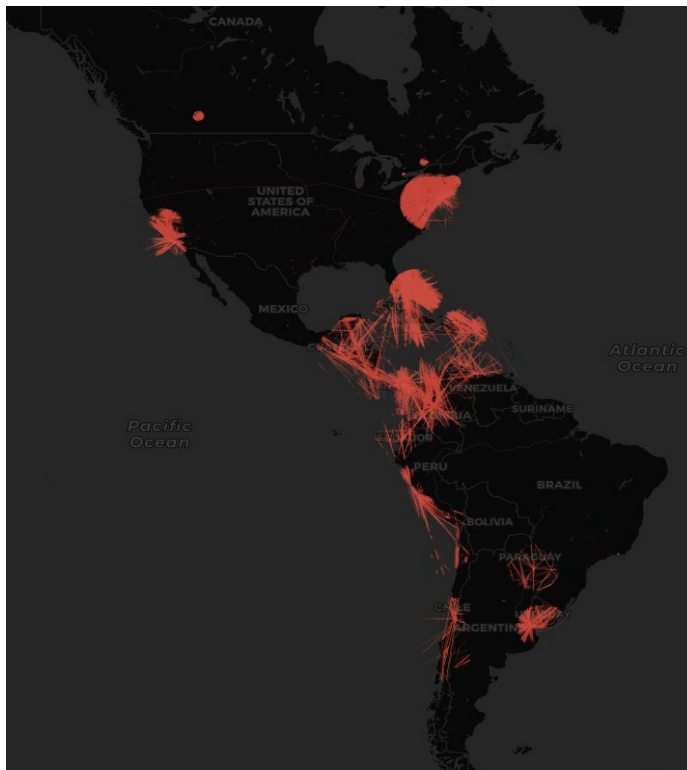 CANADA
UNITED
STATES OF
AMERICA
MEXICO
Atlantic
Ocean
VENEZUELA
SURINAME
Pacific
Ocean
PERU
BRAZIL
BOLIVIA
PARAGUAY
CHILE